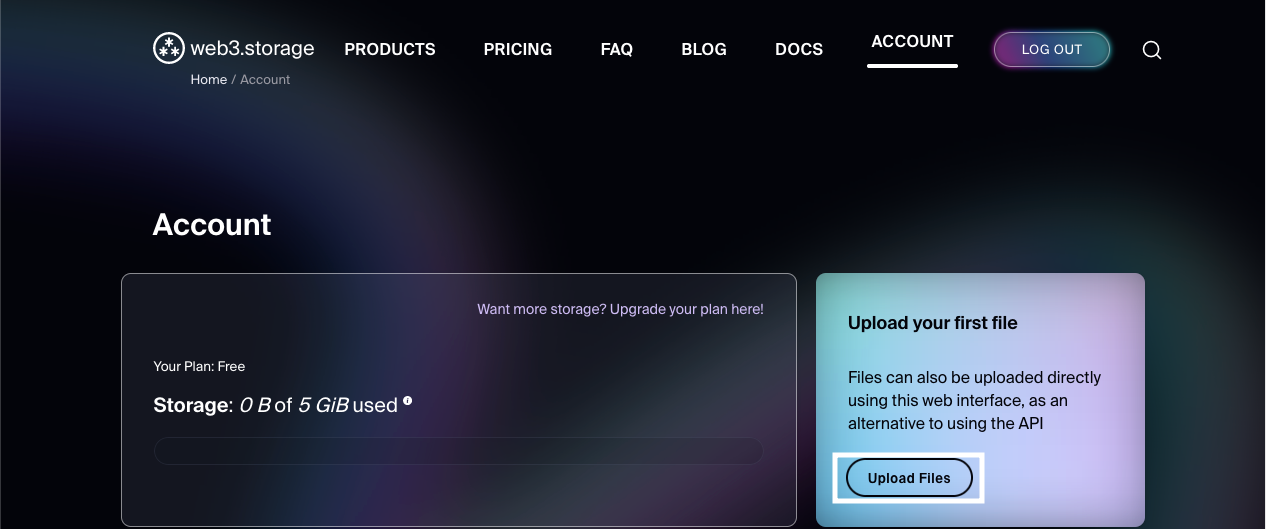 web3.storage PRODUCTS PRICING FAQ BLOG DOCS ACCOUNT LOG OUT
Home / Account
Account
Want more storage? Upgrade your plan here!
Your Plan: Free
Storage: 0 B of 5 GiB used
Upload your first file
Files can also be uploaded directly
using this web interface, as an
alternative to using the API
Upload Files